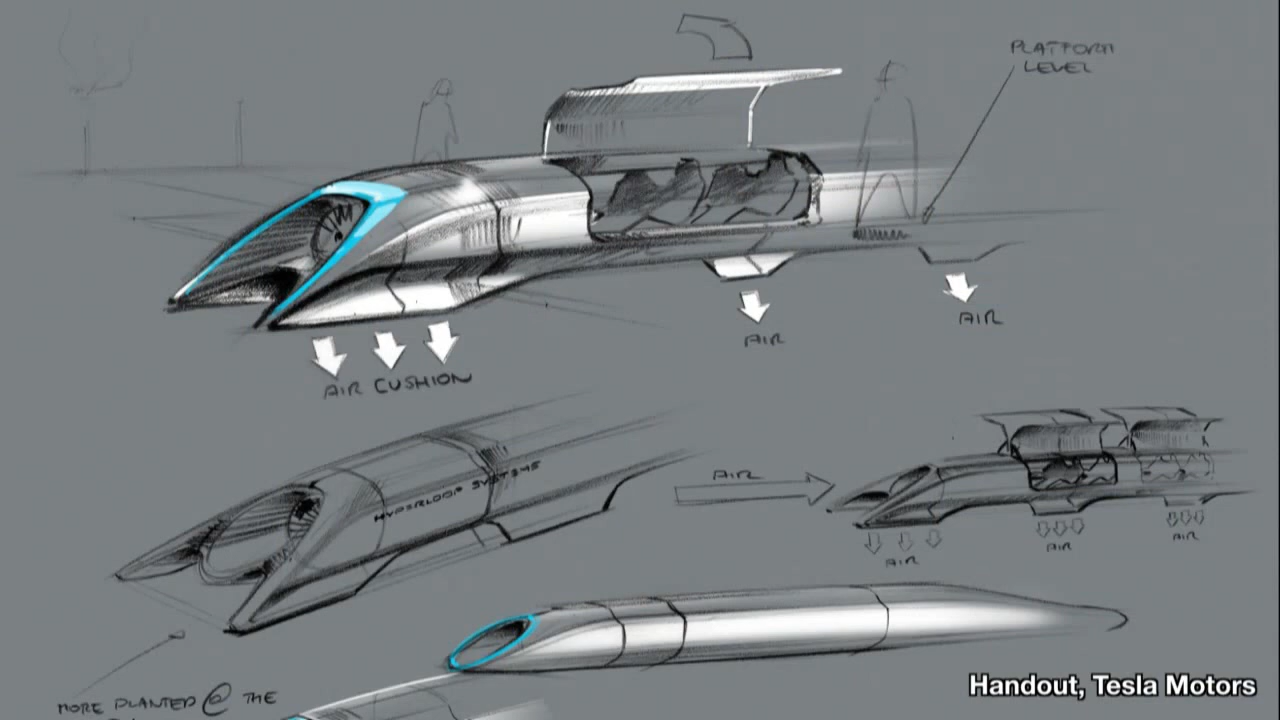 PLATFORM
LEVEL
AIR
AIR
AIR CUSHION
HYPERLOOP SYSTEMS
AIR
AIR
AIR
AIR
MORE PLANTED @ THE
Handout, Tesla Motors